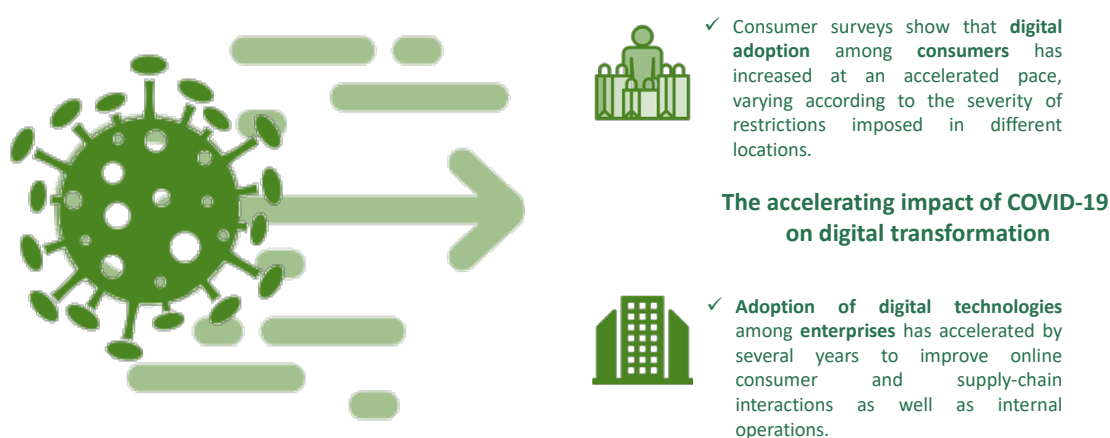 ✓ Consumer surveys show that digital
adoption among consumers has
increased at an accelerated pace,
varying according to the severity of
restrictions imposed in different
locations.
The accelerating impact of COVID-19
on digital transformation
✓ Adoption of digital technologies
among enterprises has accelerated by
several years to improve online
consumer and supply-chain
interactions as well as internal
operations.